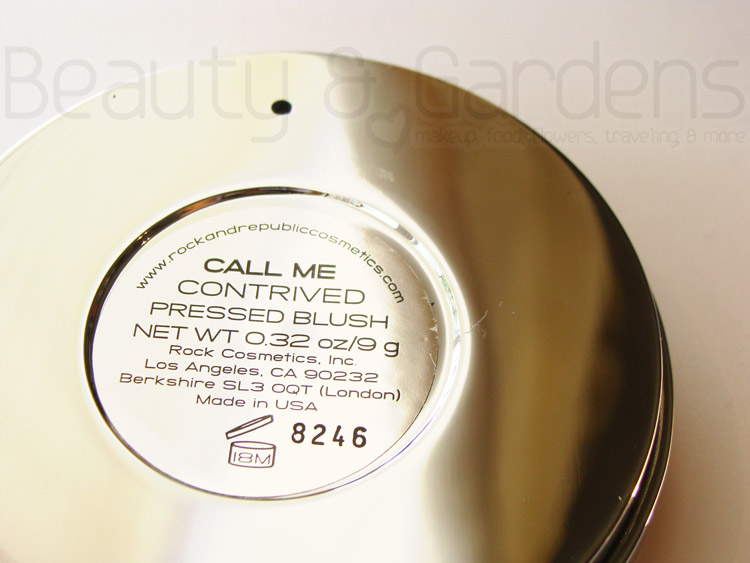 Beauty & Gardens
makeup, food, flowers, traveling, & more
www.rockandrepubliccosmetics.com
CALL ME
CONTRIVED
PRESSED BLUSH
NET WT 0.32 oz/9 g
Rock Cosmetics, Inc.
Los Angeles, CA 90232
Berkshire SL3 0QT (London)
Made in USA
8246
18M